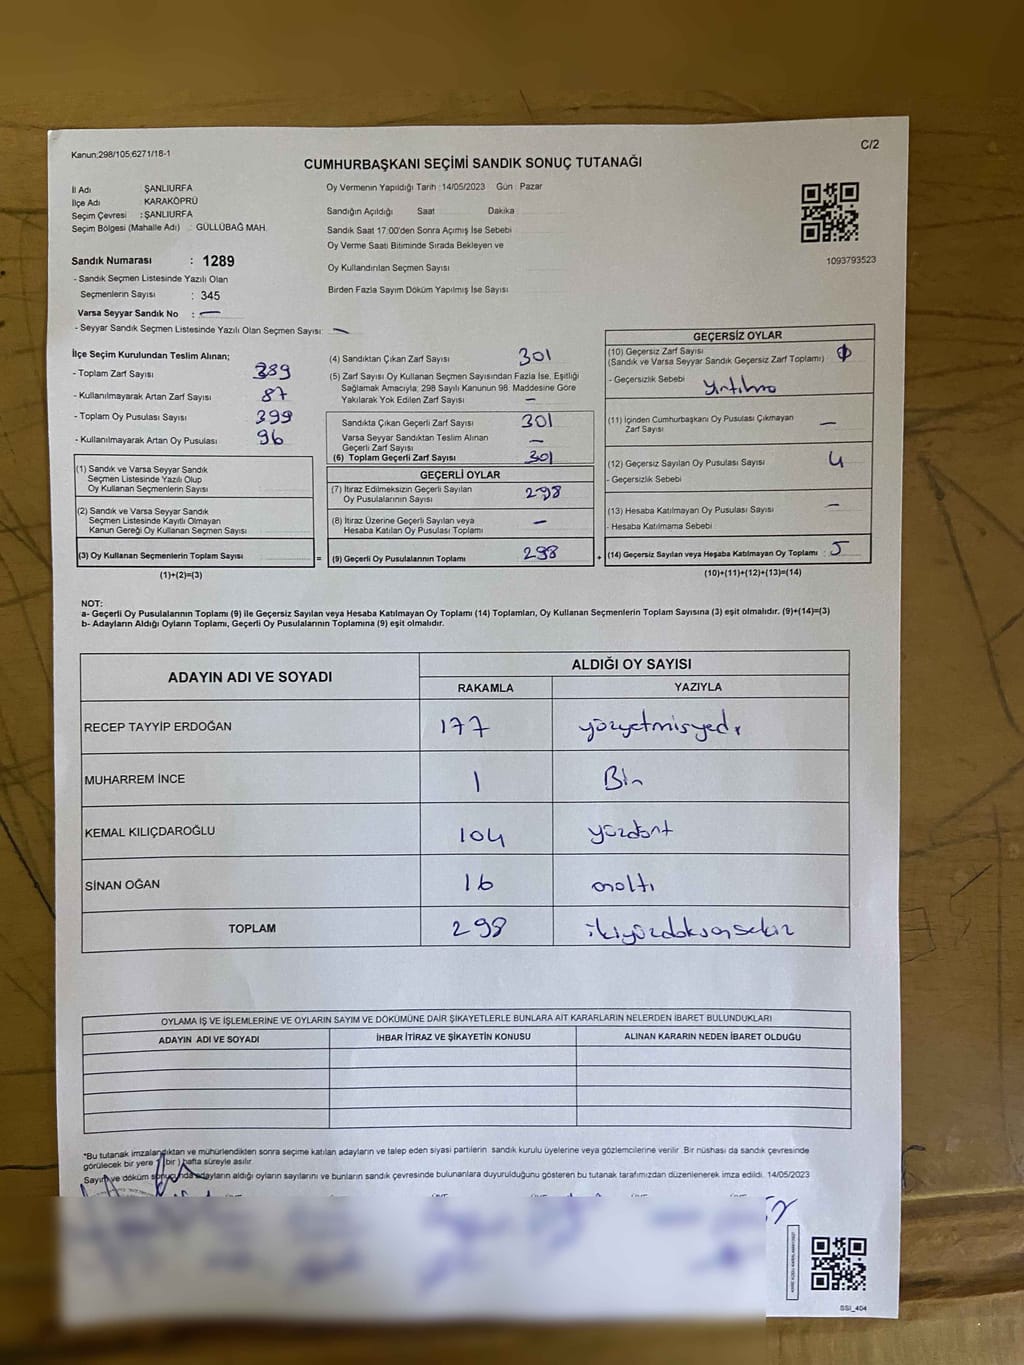 Kanun;298/105;6271/18-1
C/2
CUMHURBAŞKANI SEÇİMİ SANDIK SONUÇ TUTANAĞI
İl Adı : ŞANLIURFA
İlçe Adı : KARAKÖPRÜ
Seçim Çevresi : ŞANLIURFA
Seçim Bölgesi (Mahalle Adı) : GÜLLÜBAĞ MAH.
Oy Vermenin Yapıldığı Tarih :14/05/2023 Gün : Pazar
Sandığın Açıldığı Saat Dakika
Sandık Saat 17:00'den Sonra Açımış İse Sebebi
Oy Verme Saati Bitiminde Sırada Bekleyen ve
Oy Kullandırılan Seçmen Sayısı
Birden Fazla Sayım Döküm Yapılmış İse Sayısı
1093793523
Sandık Numarası : 1289
- Sandık Seçmen Listesinde Yazılı Olan
Seçmenlerin Sayısı : 345
Varsa Seyyar Sandık No : —
- Seyyar Sandık Seçmen Listesinde Yazılı Olan Seçmen Sayısı: —
İlçe Seçim Kurulundan Teslim Alınan;
- Toplam Zarf Sayısı 389
- Kullanılmayarak Artan Zarf Sayısı 87
- Toplam Oy Pusulası Sayısı 399
- Kullanılmayarak Artan Oy Pusulası 96
(1) Sandık ve Varsa Seyyar Sandık
Seçmen Listesinde Yazılı Olup
Oy Kullanan Seçmenlerin Sayısı
(2) Sandık ve Varsa Seyyar Sandık
Seçmen Listesinde Kayıtlı Olmayan
Kanun Gereği Oy Kullanan Seçmen Sayısı
(3) Oy Kullanan Seçmenlerin Toplam Sayısı =
(1)+(2)=(3)
(4) Sandıktan Çıkan Zarf Sayısı 301
(5) Zarf Sayısı Oy Kullanan Seçmen Sayısından Fazla İse, Eşitliği
Sağlamak Amacıyla; 298 Sayılı Kanunun 98. Maddesine Göre
Yakılarak Yok Edilen Zarf Sayısı —
Sandıkta Çıkan Geçerli Zarf Sayısı 301
Varsa Seyyar Sandıktan Teslim Alınan
Geçerli Zarf Sayısı —
(6) Toplam Geçerli Zarf Sayısı 301
GEÇERLİ OYLAR
(7) İtiraz Edilmeksizin Geçerli Sayılan
Oy Pusulalarının Sayısı 298
(8) İtiraz Üzerine Geçerli Sayılan veya
Hesaba Katılan Oy Pusulası Toplamı —
(9) Geçerli Oy Pusulalarının Toplamı 298 +
GEÇERSİZ OYLAR
(10) Geçersiz Zarf Sayısı
(Sandık ve Varsa Seyyar Sandık Geçersiz Zarf Toplamı)
- Geçersizlik Sebebi Yırtılma
(11) İçinden Cumhurbaşkanı Oy Pusulası Çıkmayan
Zarf Sayısı —
(12) Geçersiz Sayılan Oy Pusulası Sayısı 4
- Geçersizlik Sebebi
(13) Hesaba Katılmayan Oy Pusulası Sayısı —
- Hesaba Katılmama Sebebi
(14) Geçersiz Sayılan veya Hesaba Katılmayan Oy Toplamı : 5
(10)+(11)+(12)+(13)=(14)
NOT:
a- Geçerli Oy Pusulalarının Toplamı (9) ile Geçersiz Sayılan veya Hesaba Katılmayan Oy Toplamı (14) Toplamları, Oy Kullanan Seçmenlerin Toplam Sayısına (3) eşit olmalıdır. (9)+(14)=(3)
b- Adayların Aldığı Oyların Toplamı, Geçerli Oy Pusulalarının Toplamına (9) eşit olmalıdır.
ADAYIN ADI VE SOYADI ALDIĞI OY SAYISI
RAKAMLA YAZIYLA
RECEP TAYYİP ERDOĞAN 177 yüzyetmişyedi
MUHARREM İNCE 1 Bir
KEMAL KILIÇDAROĞLU 104 yüzdört
SİNAN OĞAN 16 onaltı
TOPLAM 298 ikiyüzdoksansekiz
OYLAMA İŞ VE İŞLEMLERİNE VE OYLARIN SAYIM VE DÖKÜMÜNE DAİR ŞİKAYETLERLE BUNLARA AİT KARARLARIN NELERDEN İBARET BULUNDUKLARI
ADAYIN ADI VE SOYADI İHBAR İTİRAZ VE ŞİKAYETİN KONUSU ALINAN KARARIN NEDEN İBARET OLDUĞU
*Bu tutanak imzalandıktan ve mühürlendikten sonra seçime katılan adayların ve talep eden siyasi partilerin sandık kurulu üyelerine veya gözlemcilerine verilir. Bir nüshası da sandık çevresinde
görülecek bir yere 1 (bir) hafta süreyle asılır.
Sayım ve döküm sonucunda adayların aldığı oyların sayılarını ve bunların sandık çevresinde bulunanlara duyurulduğunu gösteren bu tutanak tarafımızdan düzenlenerek imza edildi. 14/05/2023
SSI_404